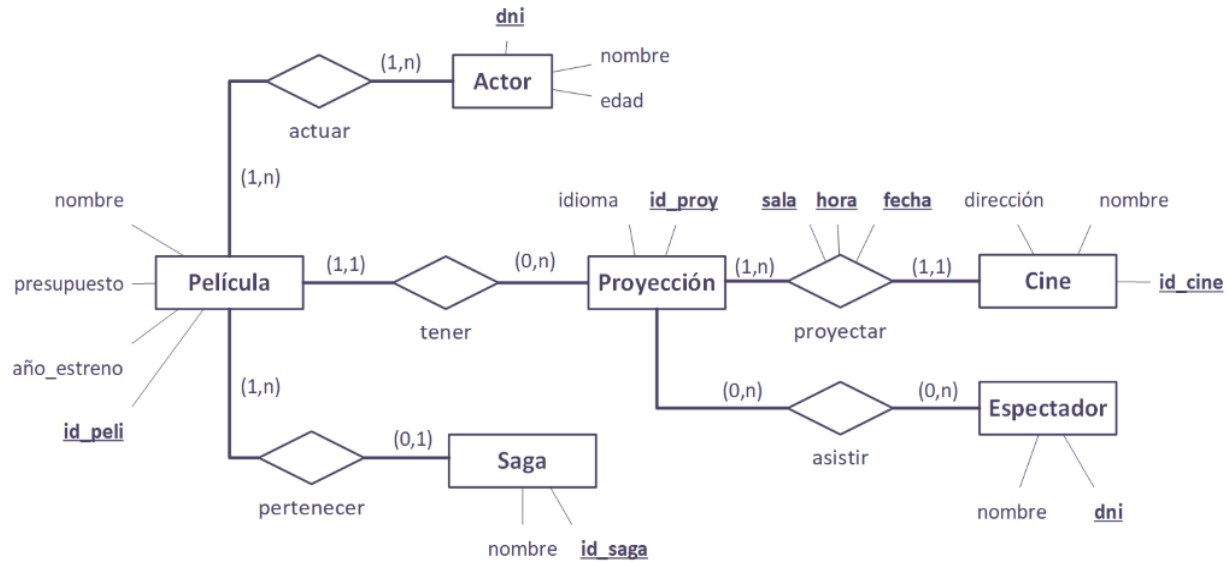 dni
nombre
(1,n)
Actor
edad
actuar
(1,n)
nombre
idioma
id_proy
sala
hora
fecha
dirección
nombre
presupuesto
Película
(1,1)
(0,n)
Proyección
(1,n)
(1,1)
Cine
id_cine
tener
proyectar
año_estreno
(1,n)
id_peli
(0,n)
(0,n)
Espectador
(0,1)
Saga
asistir
pertenecer
nombre
dni
nombre
id_saga